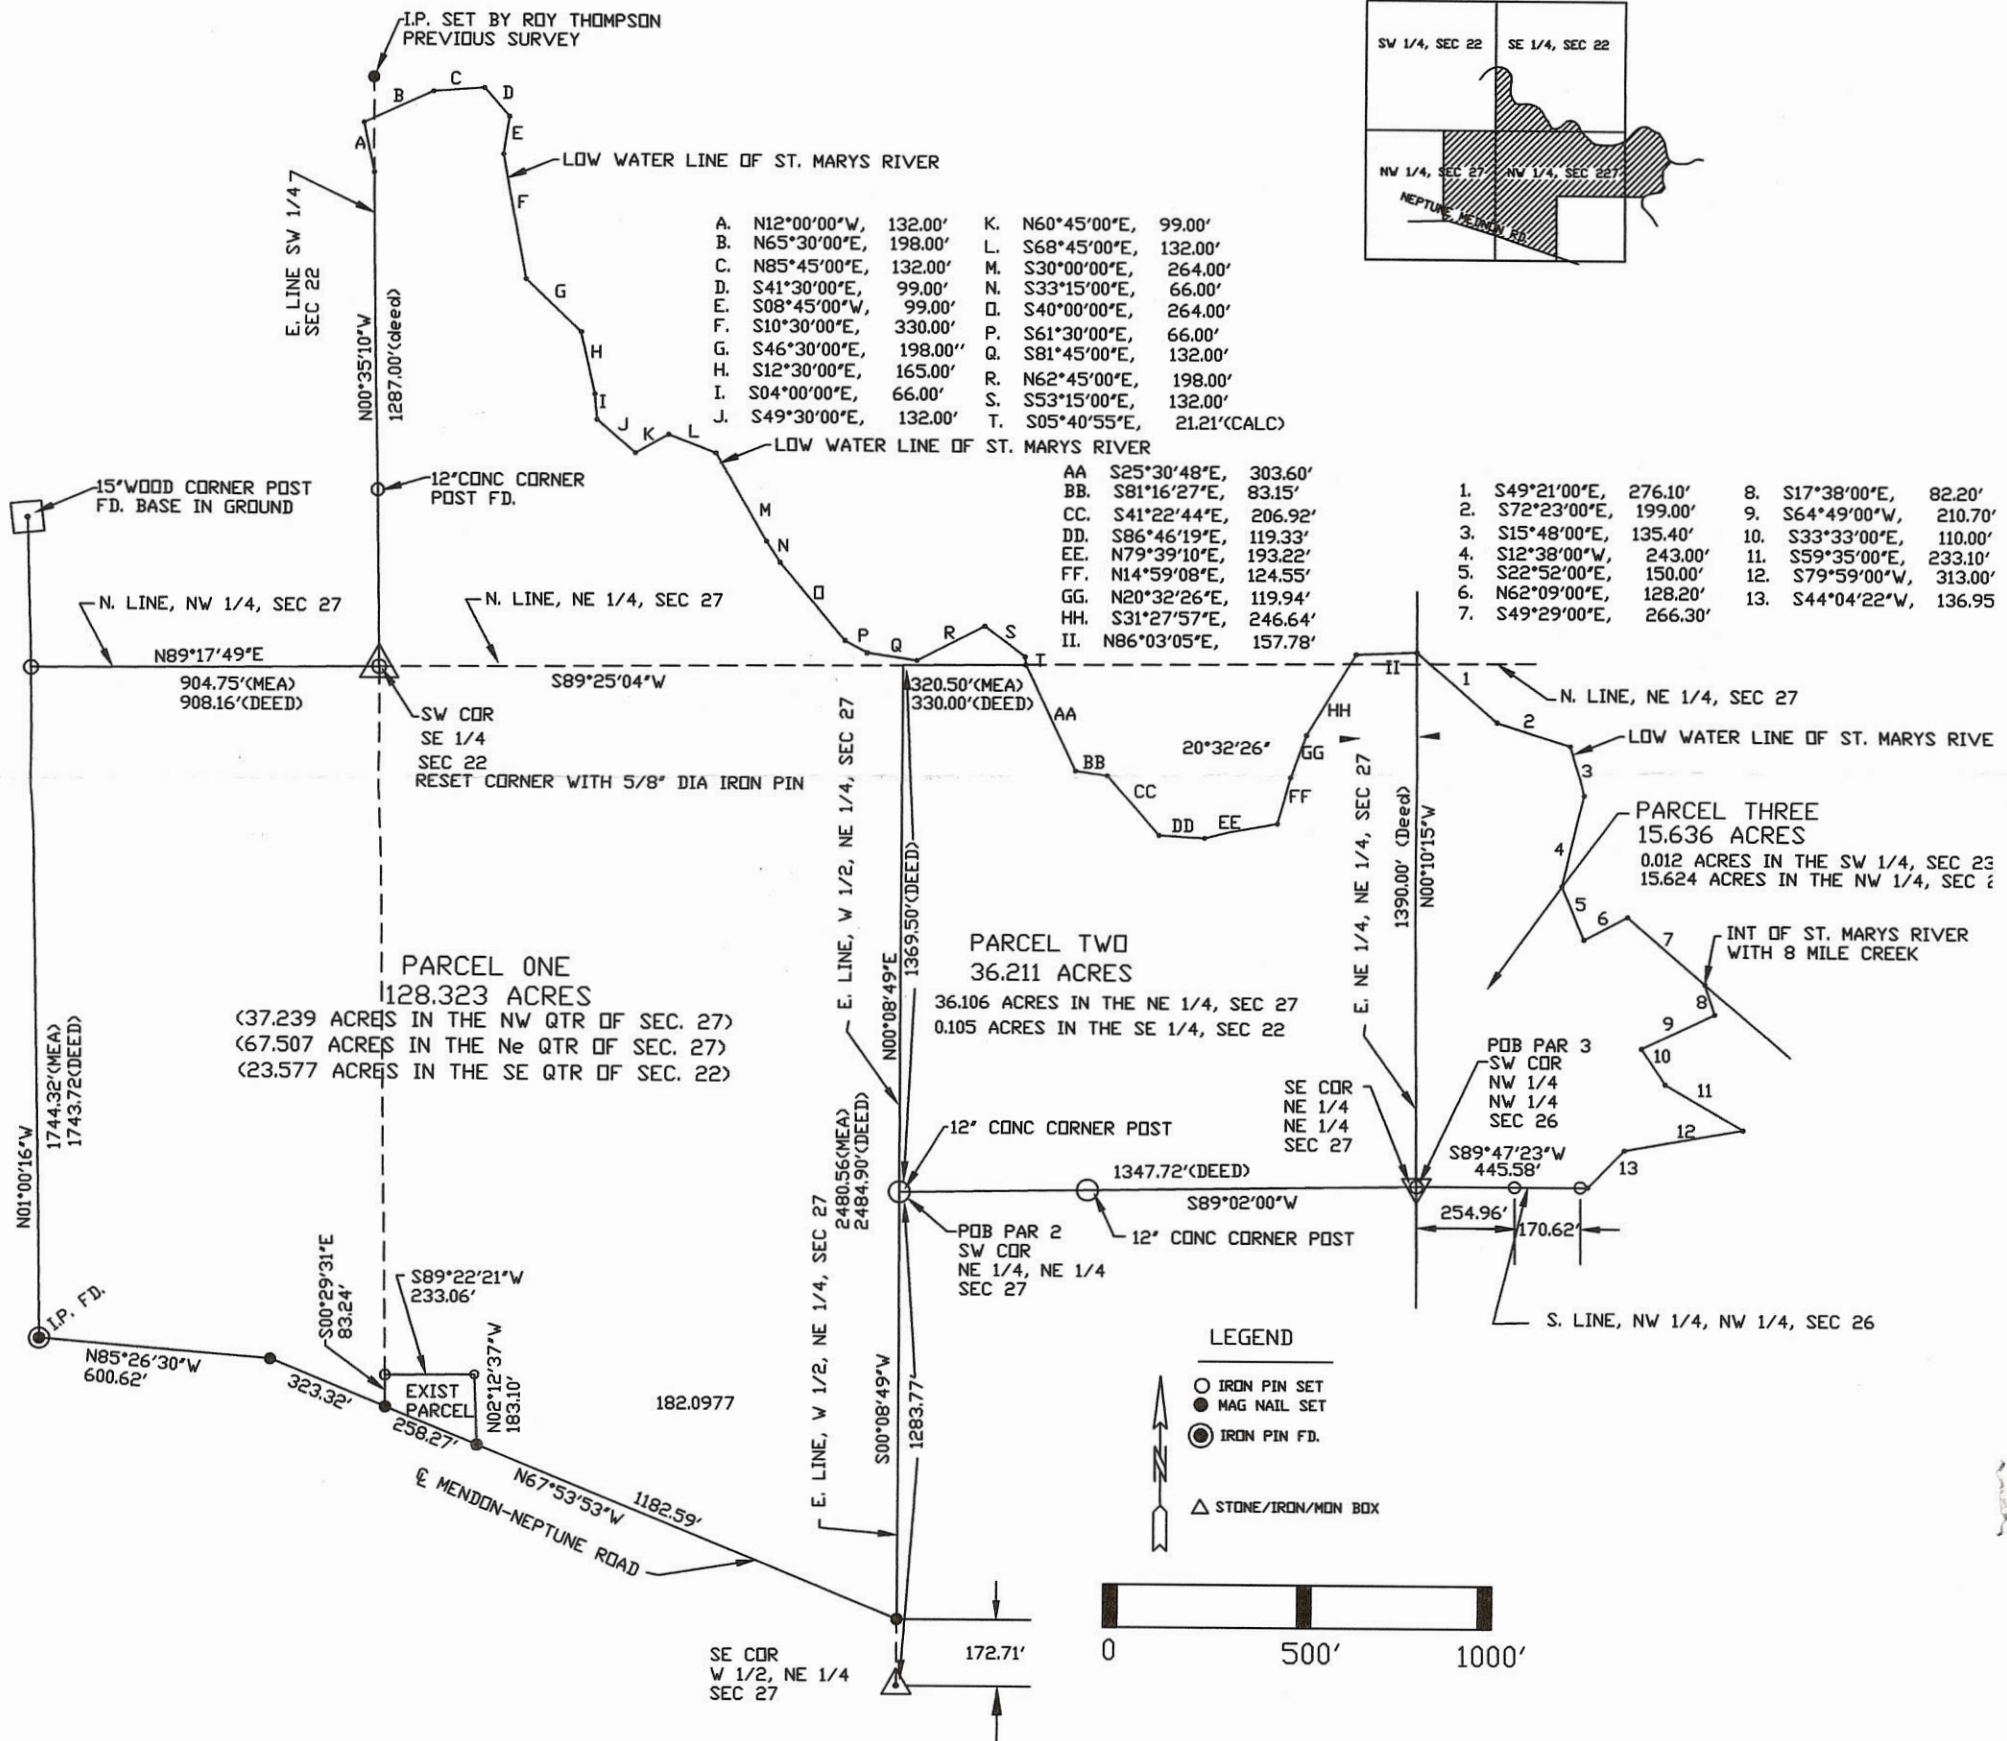 I.P. SET BY ROY THOMPSON
PREVIOUS SURVEY
SW 1/4, SEC 22
SE 1/4, SEC 22
NW 1/4, SEC 27
NW 1/4, SEC 227
NEPTUNE
RD.
A
B
C
D
E
F
G
H
I
J
K
L
M
N
O
P
Q
R
S
T
LOW WATER LINE OF ST. MARYS RIVER
E. LINE SW 1/4
SEC 22
N00°35'10"W
1287.00'(deed)
A. N12°00'00"W, 132.00'
B. N65°30'00"E, 198.00'
C. N85°45'00"E, 132.00'
D. S41°30'00"E, 99.00'
E. S08°45'00"W, 99.00'
F. S10°30'00"E, 330.00'
G. S46°30'00"E, 198.00''
H. S12°30'00"E, 165.00'
I. S04°00'00"E, 66.00'
J. S49°30'00"E, 132.00'
K. N60°45'00"E, 99.00'
L. S68°45'00"E, 132.00'
M. S30°00'00"E, 264.00'
N. S33°15'00"E, 66.00'
O. S40°00'00"E, 264.00'
P. S61°30'00"E, 66.00'
Q. S81°45'00"E, 132.00'
R. N62°45'00"E, 198.00'
S. S53°15'00"E, 132.00'
T. S05°40'55"E, 21.21'(CALC)
LOW WATER LINE OF ST. MARYS RIVER
AA S25°30'48"E, 303.60'
BB. S81°16'27"E, 83.15'
CC. S41°22'44"E, 206.92'
DD. S86°46'19"E, 119.33'
EE. N79°39'10"E, 193.22'
FF. N14°59'08"E, 124.55'
GG. N20°32'26"E, 119.94'
HH. S31°27'57"E, 246.64'
II. N86°03'05"E, 157.78'
1. S49°21'00"E, 276.10'
2. S72°23'00"E, 199.00'
3. S15°48'00"E, 135.40'
4. S12°38'00"W, 243.00'
5. S22°52'00"E, 150.00'
6. N62°09'00"E, 128.20'
7. S49°29'00"E, 266.30'
8. S17°38'00"E, 82.20'
9. S64°49'00"W, 210.70'
10. S33°33'00"E, 110.00'
11. S59°35'00"E, 233.10'
12. S79°59'00"W, 313.00'
13. S44°04'22"W, 136.95
15"WOOD CORNER POST
FD. BASE IN GROUND
12"CONC CORNER
POST FD.
N. LINE, NW 1/4, SEC 27
N. LINE, NE 1/4, SEC 27
N89°17'49"E
904.75'(MEA)
908.16'(DEED)
S89°25'04"W
320.50'(MEA)
330.00'(DEED)
SW COR
SE 1/4
SEC 22
RESET CORNER WITH 5/8" DIA IRON PIN
AA
BB
CC
DD
EE
FF
GG
HH
II
20°32'26"
1
2
3
4
5
6
7
8
9
10
11
12
13
N. LINE, NE 1/4, SEC 27
LOW WATER LINE OF ST. MARYS RIVE
PARCEL THREE
15.636 ACRES
0.012 ACRES IN THE SW 1/4, SEC 23
15.624 ACRES IN THE NW 1/4, SEC
INT OF ST. MARYS RIVER
WITH 8 MILE CREEK
E. LINE, W 1/2, NE 1/4, SEC 27
1369.50'(DEED)
N00°08'49"E
E. NE 1/4, NE 1/4, SEC 27
1390.00' (Deed)
N00°10'15"W
PARCEL ONE
128.323 ACRES
(37.239 ACRES IN THE NW QTR OF SEC. 27)
(67.507 ACRES IN THE Ne QTR OF SEC. 27)
(23.577 ACRES IN THE SE QTR OF SEC. 22)
PARCEL TWO
36.211 ACRES
36.106 ACRES IN THE NE 1/4, SEC 27
0.105 ACRES IN THE SE 1/4, SEC 22
N01°00'16"W
1744.32'(MEA)
1743.72(DEED)
2480.56(MEA)
2484.90'(DEED)
12" CONC CORNER POST
1347.72'(DEED)
S89°02'00"W
12" CONC CORNER POST
SE COR
NE 1/4
NE 1/4
SEC 27
POB PAR 3
SW COR
NW 1/4
NW 1/4
SEC 26
S89°47'23"W
445.58'
254.96'
170.62'
S. LINE, NW 1/4, NW 1/4, SEC 26
POB PAR 2
SW COR
NE 1/4, NE 1/4
SEC 27
I.P. FD.
N85°26'30"W
600.62'
323.32'
S00°29'31"E
83.24'
S89°22'21"W
233.06'
EXIST
PARCEL
N02°12'37"W
183.10'
258.27'
182.0977
N67°53'53"W
1182.59'
℄ MENDON-NEPTUNE ROAD
E. LINE, W 1/2, NE 1/4, SEC 27
S00°08'49"W
1283.77'
SE COR
W 1/2, NE 1/4
SEC 27
172.71'
LEGEND
IRON PIN SET
MAG NAIL SET
IRON PIN FD.
STONE/IRON/MON BOX
N
0 500' 1000'